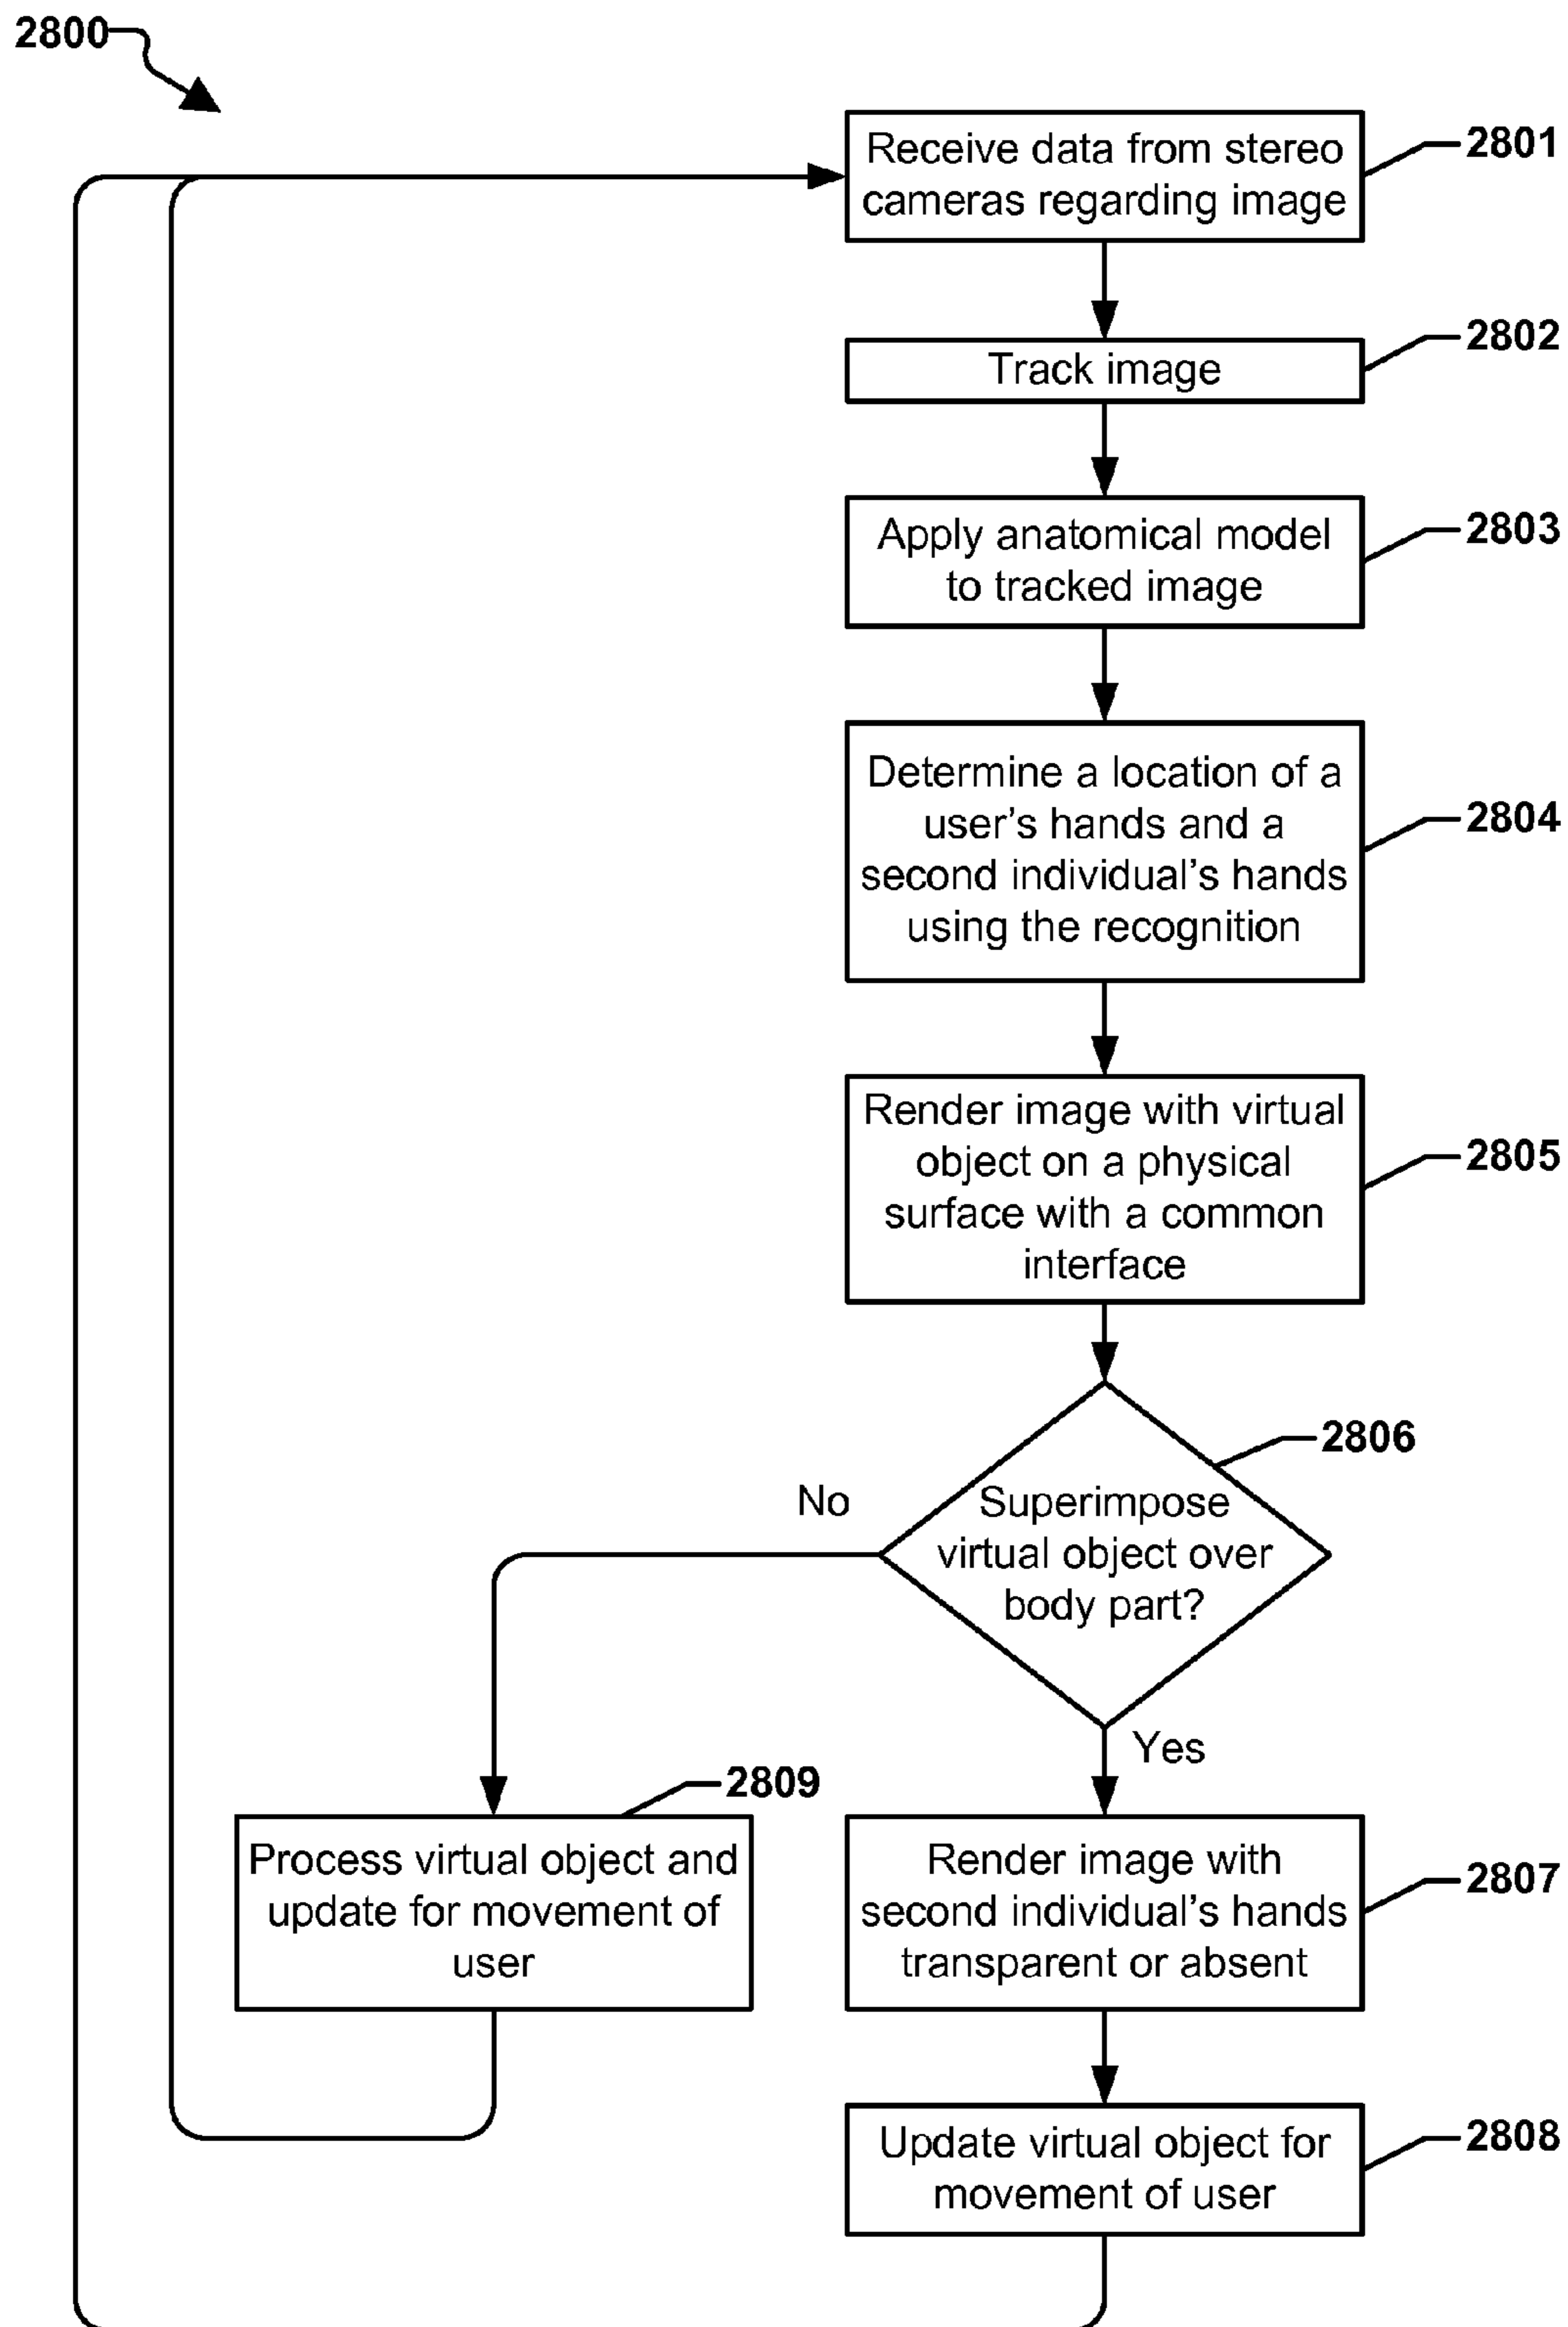 2800
Receive data from stereo
cameras regarding image
2801
Track image
2802
Apply anatomical model
to tracked image
2803
Determine a location of a
user's hands and a
second individual's hands
using the recognition
2804
Render image with virtual
object on a physical
surface with a common
interface
2805
2806
Superimpose
virtual object over
body part?
No
Yes
2809
Process virtual object and
update for movement of
user
Render image with
second individual's hands
transparent or absent
2807
Update virtual object for
movement of user
2808